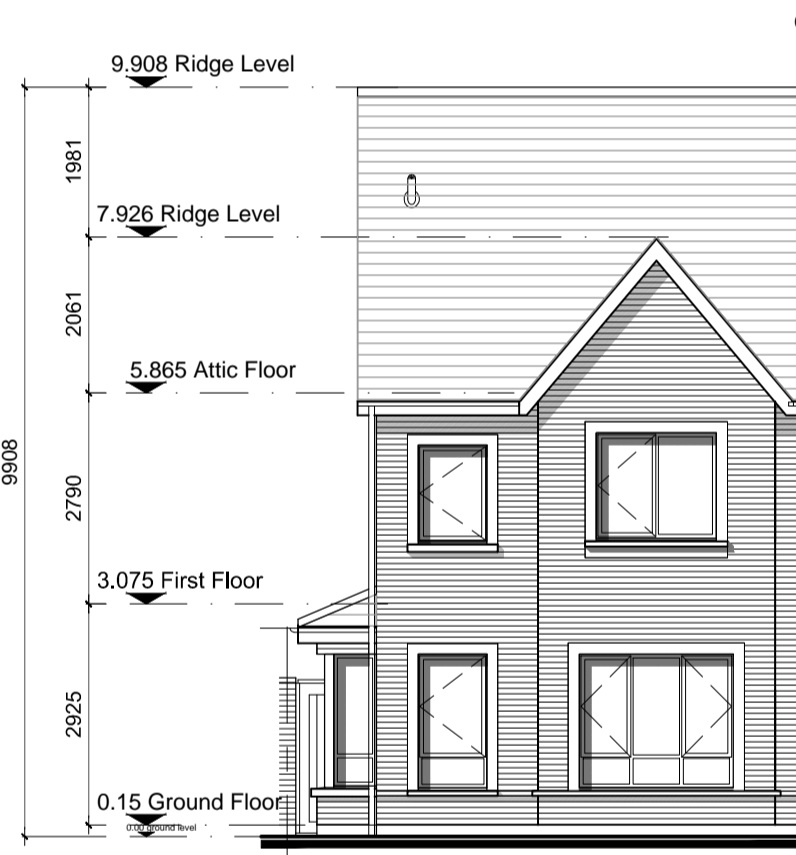 9.908 Ridge Level
1981
7.926 Ridge Level
2061
5.865 Attic Floor
9908
2790
3.075 First Floor
2925
0.15 Ground Floor
0.00 ground level